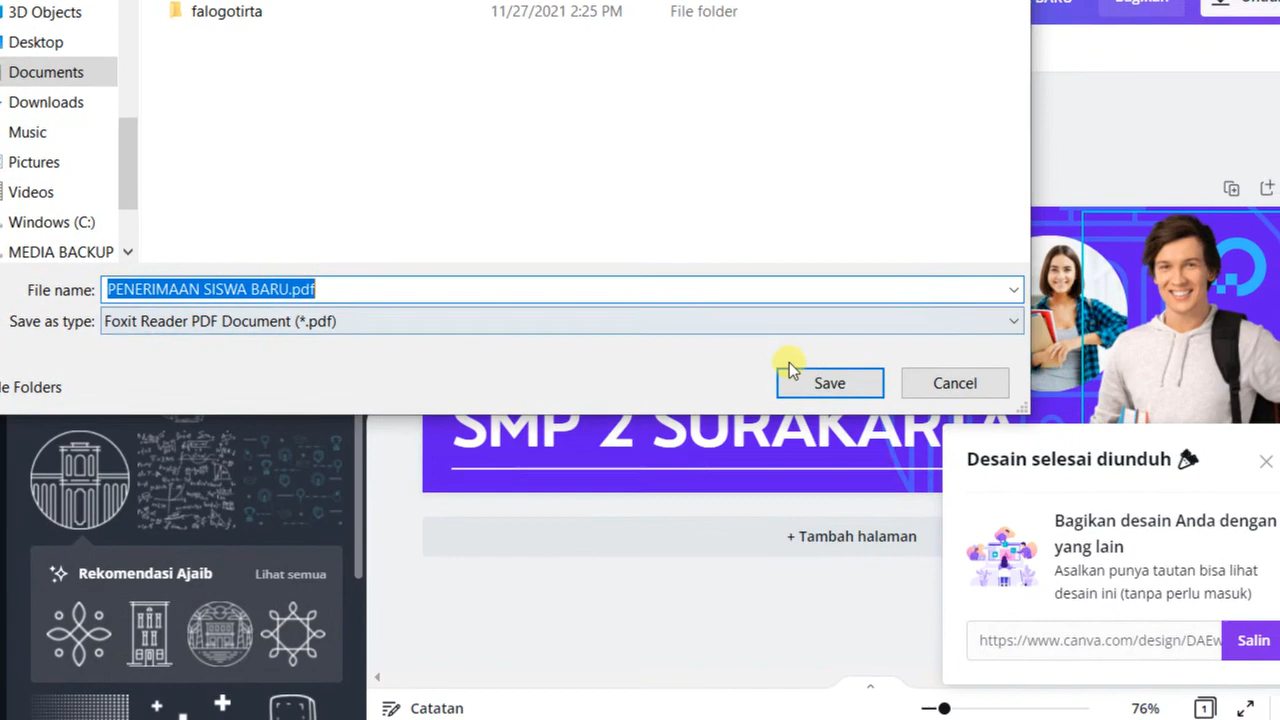 3D Objects
falogotirta
11/27/2021 2:25 PM
File folder
Desktop
Documents
Downloads
Music
Pictures
Videos
Windows (C:)
MEDIA BACKUP
File name:
PENERIMAAN SISWA BARU.pdf
Save as type:
Foxit Reader PDF Document (*.pdf)
Save
Cancel
Folders
SMP 2 SURAKARTA
+ Tambah halaman
Desain selesai diunduh
Bagikan desain Anda dengan
yang lain
Asalkan punya tautan bisa lihat
desain ini (tanpa perlu masuk)
https://www.canva.com/design/DAEw
Salin
Rekomendasi Ajaib
Lihat semua
Catatan
76%
1